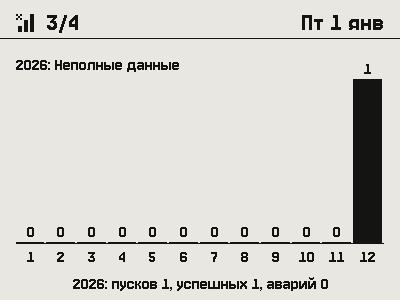 3/4 Пт 1 янв
2026: Неполные данные
1
0 0 0 0 0 0 0 0 0 0 0
1 2 3 4 5 6 7 8 9 10 11 12
2026: пусков 1, успешных 1, аварий 0